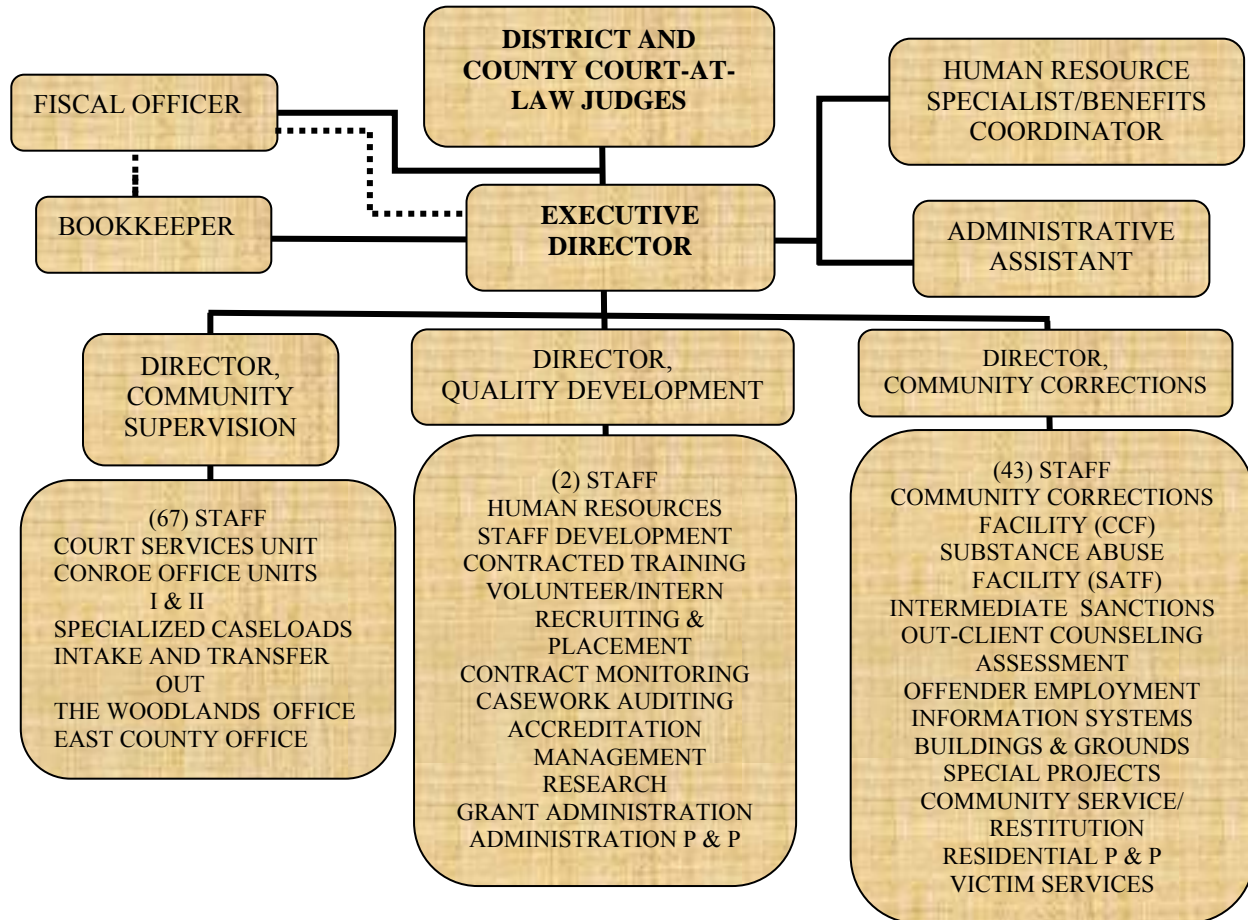 DISTRICT AND
COUNTY COURT-AT-
LAW JUDGES
FISCAL OFFICER
HUMAN RESOURCE
SPECIALIST/BENEFITS
COORDINATOR
BOOKKEEPER
EXECUTIVE
DIRECTOR
ADMINISTRATIVE
ASSISTANT
DIRECTOR,
COMMUNITY
SUPERVISION
DIRECTOR,
QUALITY DEVELOPMENT
DIRECTOR,
COMMUNITY CORRECTIONS
(67) STAFF
COURT SERVICES UNIT
CONROE OFFICE UNITS
I & II
SPECIALIZED CASELOADS
INTAKE AND TRANSFER
OUT
THE WOODLANDS OFFICE
EAST COUNTY OFFICE
(2) STAFF
HUMAN RESOURCES
STAFF DEVELOPMENT
CONTRACTED TRAINING
VOLUNTEER/INTERN
RECRUITING &
PLACEMENT
CONTRACT MONITORING
CASEWORK AUDITING
ACCREDITATION
MANAGEMENT
RESEARCH
GRANT ADMINISTRATION
ADMINISTRATION P & P
(43) STAFF
COMMUNITY CORRECTIONS
FACILITY (CCF)
SUBSTANCE ABUSE
FACILITY (SATF)
INTERMEDIATE SANCTIONS
OUT-CLIENT COUNSELING
ASSESSMENT
OFFENDER EMPLOYMENT
INFORMATION SYSTEMS
BUILDINGS & GROUNDS
SPECIAL PROJECTS
COMMUNITY SERVICE/
RESTITUTION
RESIDENTIAL P & P
VICTIM SERVICES